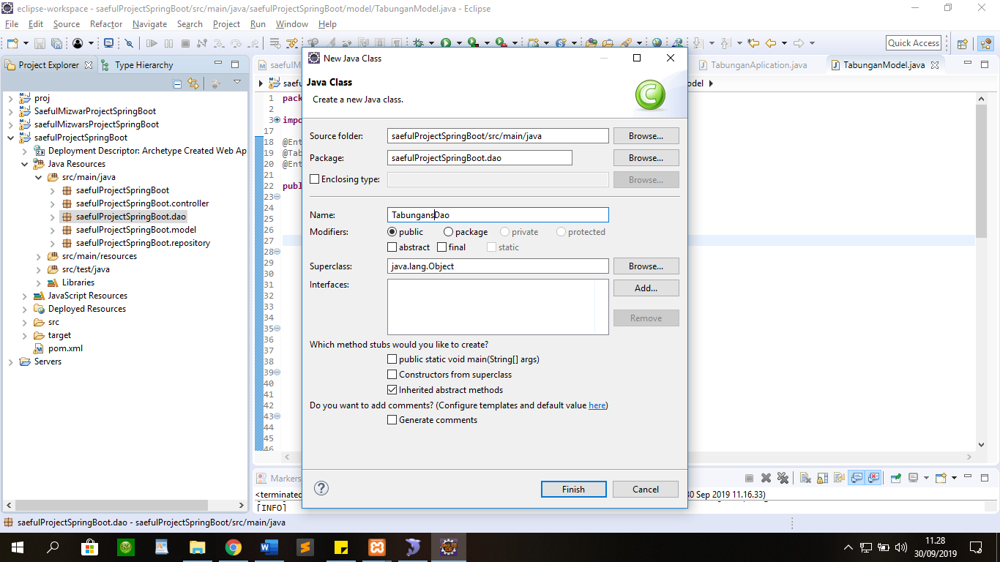 eclipse-workspace - saefulProjectSpringBoot/src/main/java/saefulProjectSpringBoot/model/TabunganModel.java - Eclipse
File Edit Source Refactor Navigate Search Project Run Window Help
Quick Access
Project Explorer Type Hierarchy
proj
SaefulMizwarProjectSpringBoot
saefulMizwarsProjectSpringBoot
saefulProjectSpringBoot
Deployment Descriptor: Archetype Created Web Ap
Java Resources
src/main/java
saefulProjectSpringBoot
saefulProjectSpringBoot.controller
saefulProjectSpringBoot.dao
saefulProjectSpringBoot.model
saefulProjectSpringBoot.repository
src/main/resources
src/test/java
Libraries
JavaScript Resources
Deployed Resources
src
target
pom.xml
Servers
saefulM
TabunganAplication.java
TabunganModel.java
saefu
odel
1 pack
2
3 impo
17
18 @Ent
19 @Tab
20 @Ent
21
22 publ
23
24
25
26
27
28
29
30
31
32
33
34
35
36
37
38
39
40
41
42
43
44
45
46
New Java Class
Java Class
Create a new Java class.
Source folder: saefulProjectSpringBoot/src/main/java Browse...
Package: saefulProjectSpringBoot.dao Browse...
Enclosing type: Browse...
Name: TabungansDao
Modifiers: public package private protected
abstract final static
Superclass: java.lang.Object Browse...
Interfaces: Add...
Remove
Which method stubs would you like to create?
public static void main(String[] args)
Constructors from superclass
Inherited abstract methods
Do you want to add comments? (Configure templates and default value here)
Generate comments
Finish Cancel
Markers
<terminated
30 Sep 2019 11.16.33)
[INFO]
saefulProjectSpringBoot.dao - saefulProjectSpringBoot/src/main/java
11.28
30/09/2019